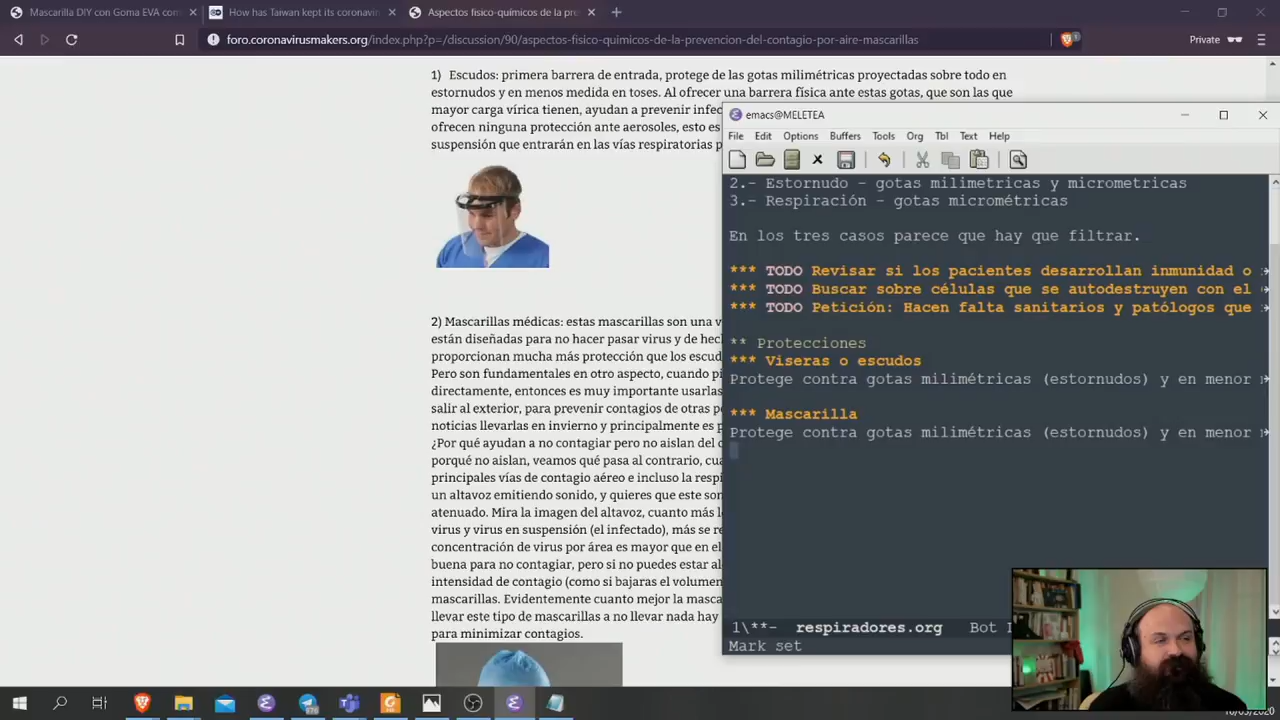 Mascarilla DIY con Goma EVA com
How has Taiwan kept its coronavir
Aspectos físico-químicos de la pre
foro.coronavirusmakers.org/index.php?p=/discussion/90/aspectos-fisico-quimicos-de-la-prevencion-del-contagio-por-aire-mascarillas
Private
1) Escudos: primera barrera de entrada, protege de las gotas milimétricas proyectadas sobre todo en
estornudos y en menos medida en toses. Al ofrecer una barrera física ante estas gotas, que son las que
mayor carga vírica tienen, ayudan a prevenir infec
ofrecen ninguna protección ante aerosoles, esto es
suspensión que entrarán en las vías respiratorias p
2) Mascarillas médicas: estas mascarillas son una v
están diseñadas para no hacer pasar virus y de hech
proporcionan mucha más protección que los escud
Pero son fundamentales en otro aspecto, cuando pi
directamente, entonces es muy importante usarlas
salir al exterior, para prevenir contagios de otras p
noticias llevarlas en invierno y principalmente es p
¿Por qué ayudan a no contagiar pero no aislan del c
porqué no aislan, veamos qué pasa al contrario, cua
principales vías de contagio aéreo e incluso la respi
un altavoz emitiendo sonido, y quieres que este son
atenuado. Mira la imagen del altavoz, cuanto más l
virus y virus en suspensión (el infectado), más se re
concentración de virus por área es mayor que en el
buena para no contagiar, pero si no puedes estar al
intensidad de contagio (como si bajaras el volumen
mascarillas. Evidentemente cuanto mejor la masca
llevar este tipo de mascarillas a no llevar nada hay
para minimizar contagios.
emacs@MELETEA
File Edit Options Buffers Tools Org Tbl Text Help
2.- Estornudo - gotas milimetricas y micrometricas
3.- Respiración - gotas micrométricas
En los tres casos parece que hay que filtrar.
*** TODO Revisar si los pacientes desarrollan inmunidad o
*** TODO Buscar sobre células que se autodestruyen con el
*** TODO Petición: Hacen falta sanitarios y patólogos que
** Protecciones
*** Viseras o escudos
Protege contra gotas milimétricas (estornudos) y en menor
*** Mascarilla
Protege contra gotas milimétricas (estornudos) y en menor
1\**- respiradores.org Bot
Mark set